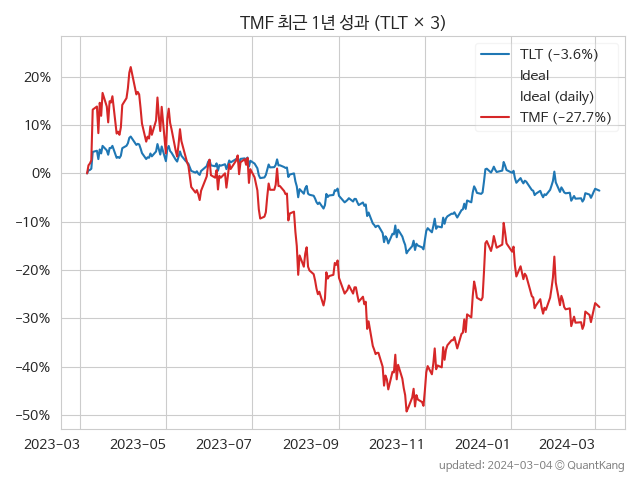 TMF 최근 1년 성과 (TLT × 3)
TLT (−3.6%)
Ideal
Ideal (daily)
TMF (−27.7%)
20%
10%
0%
−10%
−20%
−30%
−40%
−50%
2023−03 2023−05 2023−07 2023−09 2023−11 2024−01 2024−03
updated: 2024−03−04 © QuantKang